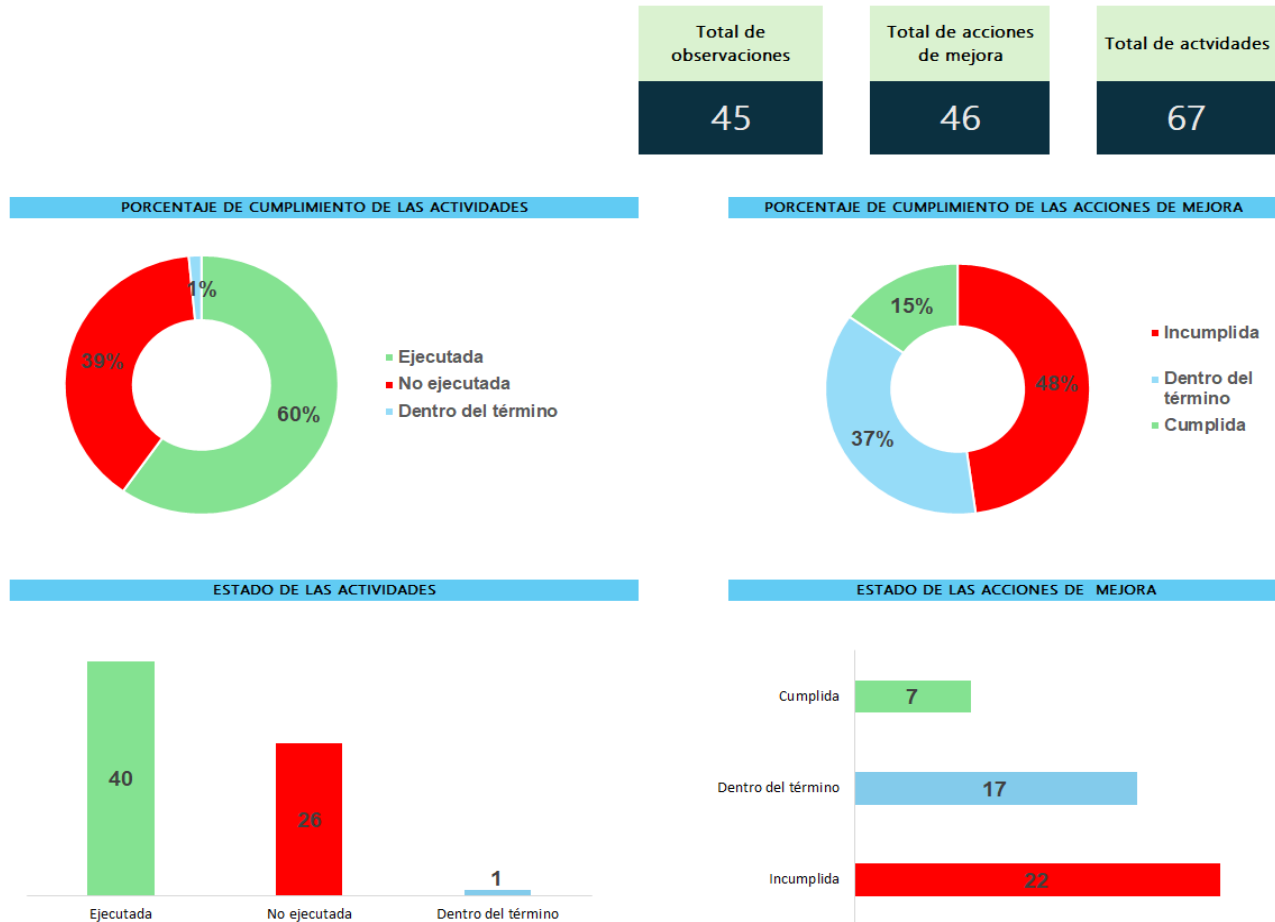 Total de
observaciones
45
Total de acciones
de mejora
46
Total de actvidades
67
PORCENTAJE DE CUMPLIMIENTO DE LAS ACTIVIDADES
1%
39%
60%
Ejecutada
No ejecutada
Dentro del término
PORCENTAJE DE CUMPLIMIENTO DE LAS ACCIONES DE MEJORA
15%
48%
37%
Incumplida
Dentro del
término
Cumplida
ESTADO DE LAS ACTIVIDADES
40
26
1
Ejecutada
No ejecutada
Dentro del término
ESTADO DE LAS ACCIONES DE  MEJORA
Cumplida
7
Dentro del término
17
Incumplida
22